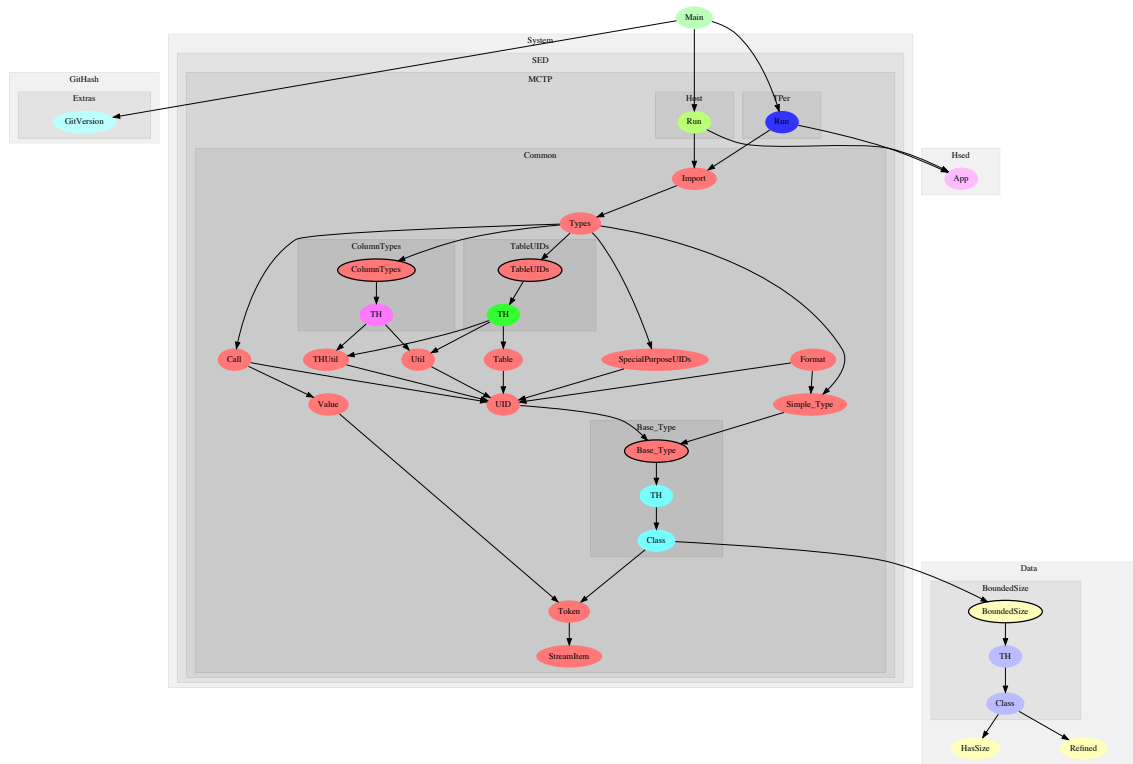 Main
System
SED
GitHash
MCTP
Extras
Host
TPer
GitVersion
Run
Run
Common
Hsed
Import
App
Types
ColumnTypes
TableUIDs
ColumnTypes
TableUIDs
TH
TH
Call
THUtil
Util
Table
SpecialPurposeUIDs
Format
Value
UID
Simple_Type
Base_Type
Base_Type
TH
Class
Data
BoundedSize
Token
BoundedSize
StreamItem
TH
Class
HasSize
Refined